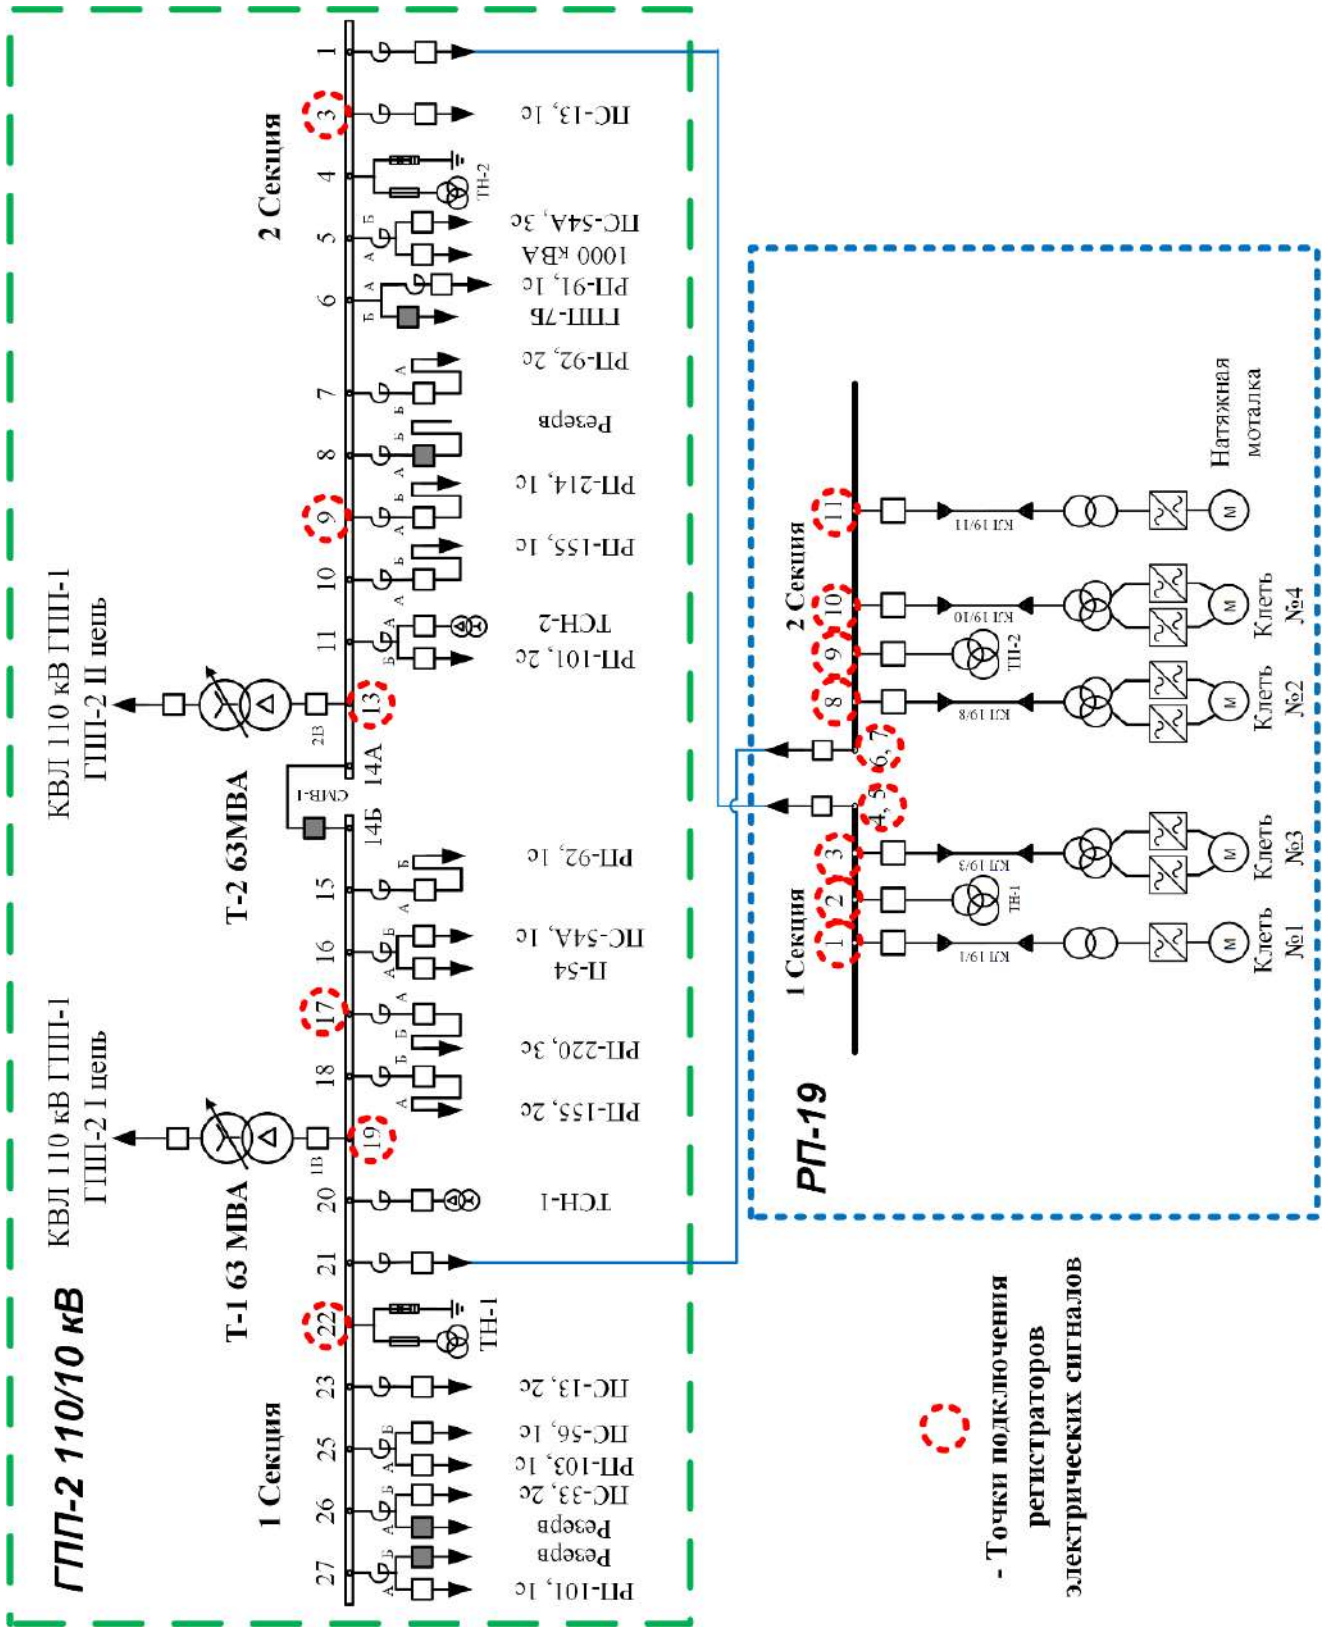 ГПП-2 110/10 кВ
КВЛ 110 кВ ГПП-1
ГПП-2 I цепь
КВЛ 110 кВ ГПП-1
ГПП-2 II цепь
Т-1 63 МВА
Т-2 63МВА
1В
2В
1 Секция
2 Секция
27
26
25
23
22
21
20
19
18
17
16
15
14Б
СМВ-1
14А
13
11
10
9
8
7
6
5
4
3
1
А
Б
А
Б
А
Б
А
Б
Б
А
А
Б
А
Б
Б
А
А
Б
А
Б
А
Б
Б
А
Б
А
А
Б
РП-101, 1с
Резерв
Резерв
ПС-33, 2с
РП-103, 1с
ПС-56, 1с
ПС-13, 2с
ТН-1
ТСН-1
РП-155, 2с
РП-220, 3с
П-54
ПС-54А, 1с
РП-92, 1с
РП-101, 2с
ТСН-2
РП-155, 1с
РП-214, 1с
Резерв
РП-92, 2с
ГПП-7Б
РП-91, 1с
1000 кВА
ПС-54А, 3с
ТН-2
ПС-13, 1с
РП-19
1 Секция
2 Секция
1
2
3
4, 5
6, 7
8
9
10
11
КЛ 19/1
ТН-1
КЛ 19/3
КЛ 19/8
ТП-2
КЛ 19/10
КЛ 19/11
М
М
М
М
М
Клеть
№1
Клеть
№3
Клеть
№2
Клеть
№4
Натяжная
моталка
- Точки подключения
регистраторов
электрических сигналов